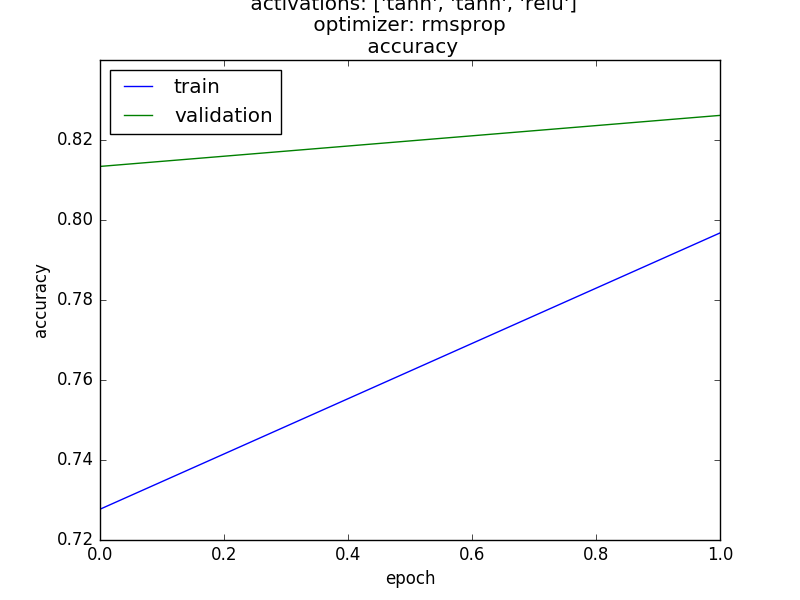 activations: ['tanh', 'tanh', 'relu']
optimizer: rmsprop
accuracy
train
validation
0.82
0.80
0.78
0.76
0.74
0.72
accuracy
0.0 0.2 0.4 0.6 0.8 1.0
epoch